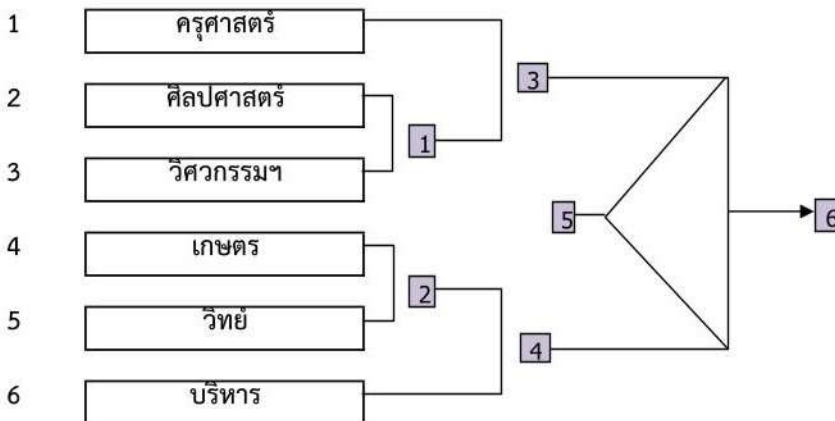 1 ครุศาสตร์
3
2 ศิลปศาสตร์
1
3 วิศวกรรมฯ
5
6
4 เกษตร
2
5 วิทย์
4
6 บริหาร